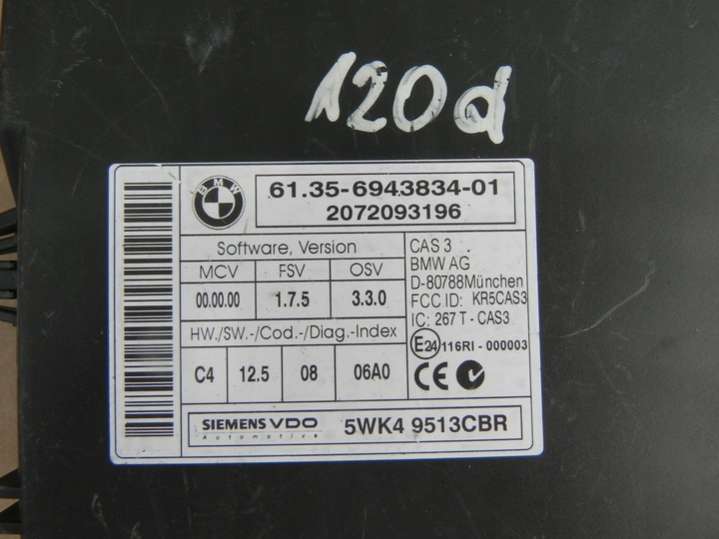 120d
BMW
61.35-6943834-01
2072093196
Software, Version
MCV FSV OSV
00.00.00 1.7.5 3.3.0
HW./SW.-/Cod.-/Diag.-Index
C4 12.5 08 06A0
CAS 3
BMW AG
D-80788München
FCC ID: KR5CAS3
IC: 267 T - CAS3
E24 116RI - 000003
CE N
SIEMENS VDO
Automotive
5WK4 9513CBR